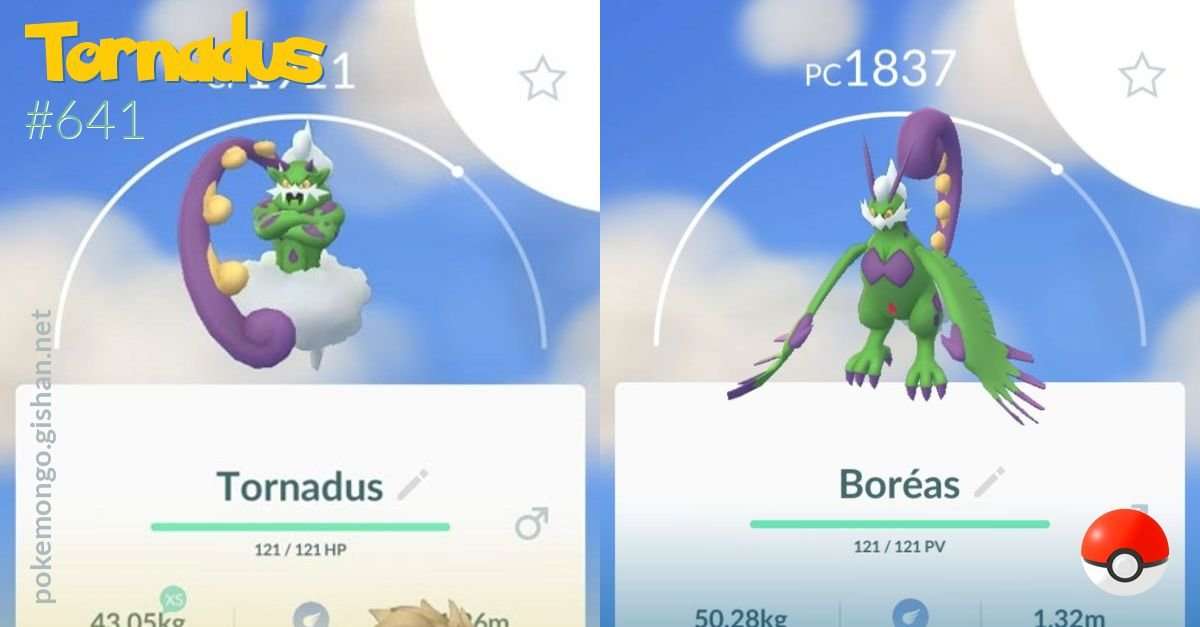 Tornadus
#641
pokemongo.gishan.net
Tornadus
121 / 121 HP
XS
43.05kg
PC1837
Boréas
121 / 121 PV
50.28kg
1.32m